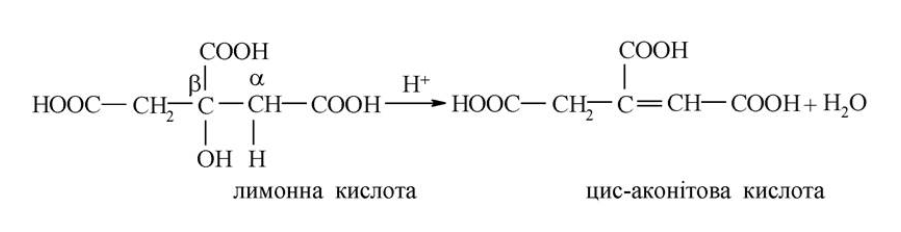 COOH COOH
β α
HOOC—CH₂—C—CH—COOH H⁺ HOOC—CH₂—C=CH—COOH + H₂O
OH H
лимонна кислота цис-аконітова кислота